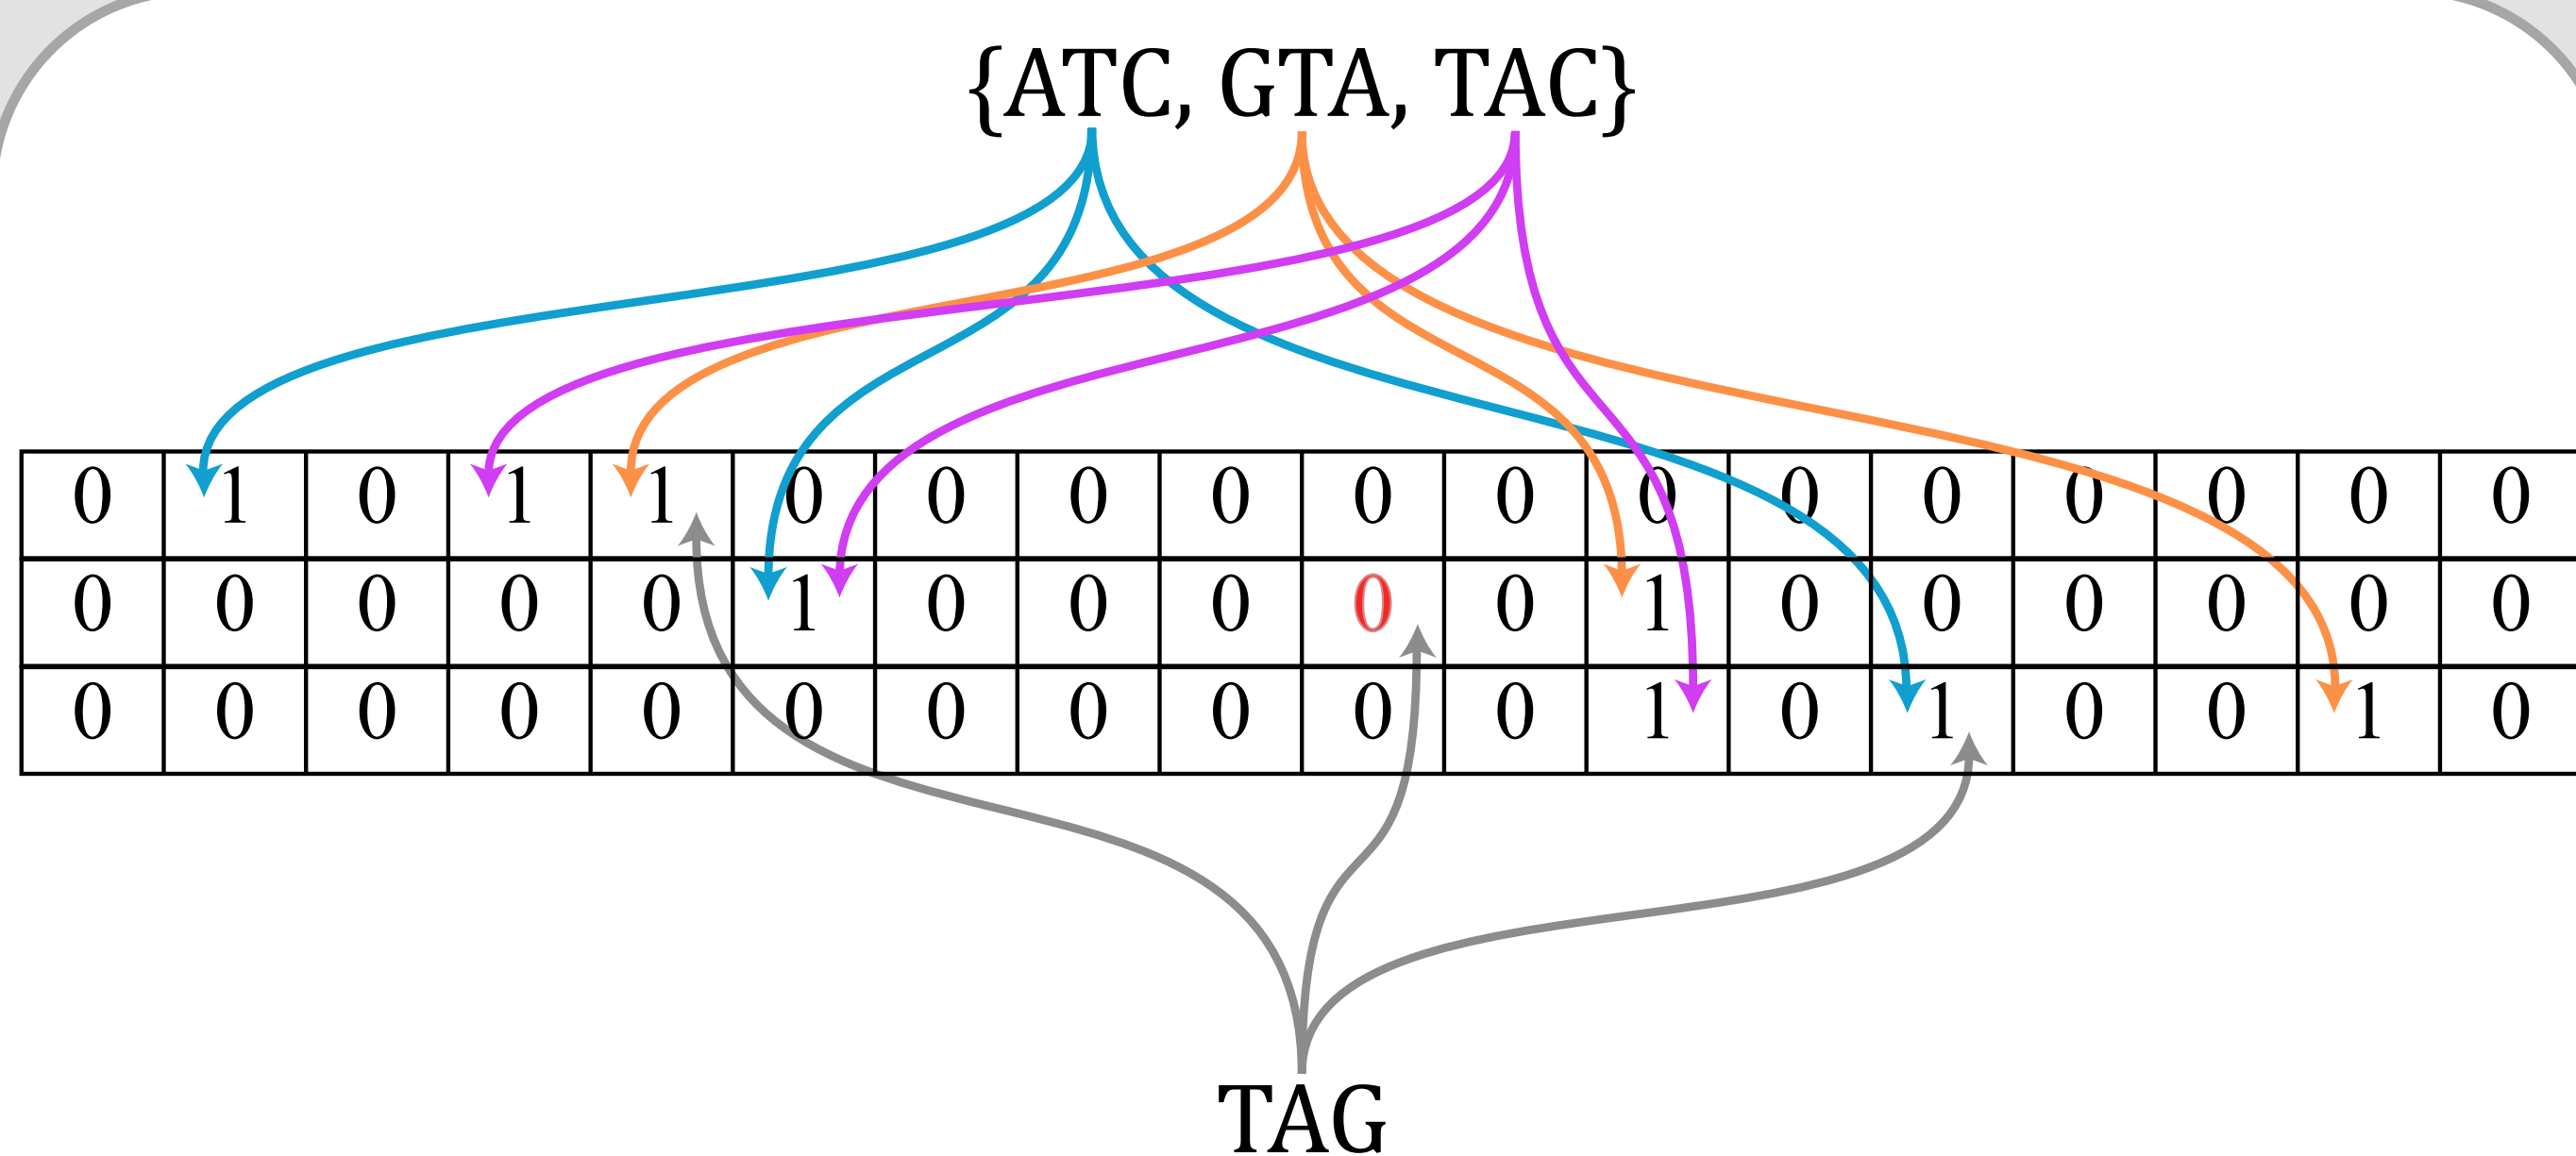 {ATC, GTA, TAC}
0 1 0 1 1 0 0 0 0 0 0 0 0 0 0 0 0 0
0 0 0 0 0 1 0 0 0 0 0 1 0 0 0 0 0 0
0 0 0 0 0 0 0 0 0 0 0 1 0 1 0 0 1 0
TAG